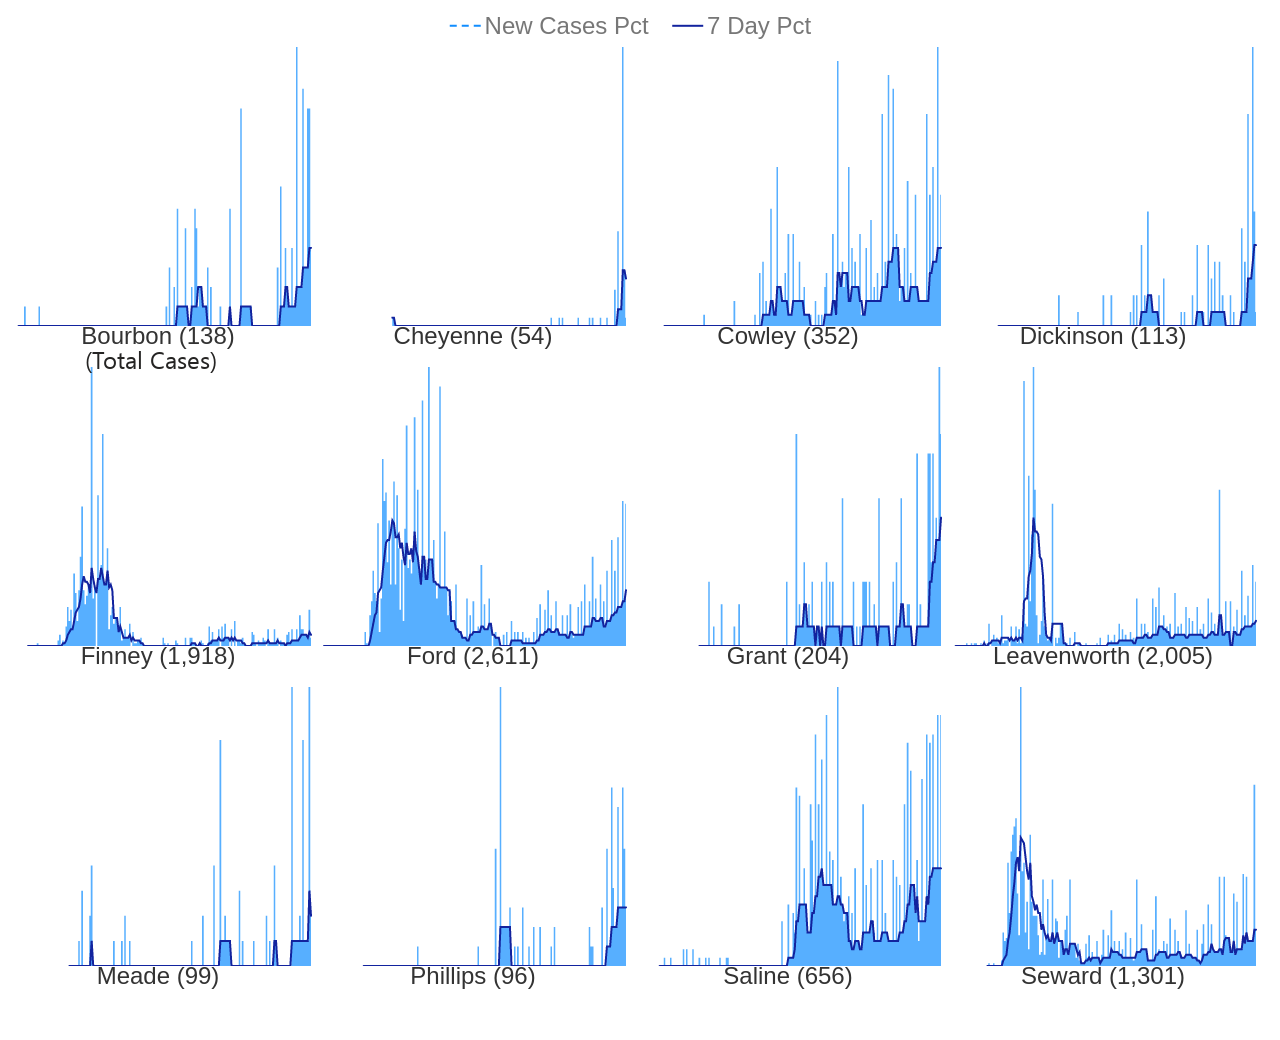 New Cases Pct 7 Day Pct
Bourbon (138) Cheyenne (54) Cowley (352) Dickinson (113)
(Total Cases)
Finney (1,918) Ford (2,611) Grant (204) Leavenworth (2,005)
Meade (99) Phillips (96) Saline (656) Seward (1,301)